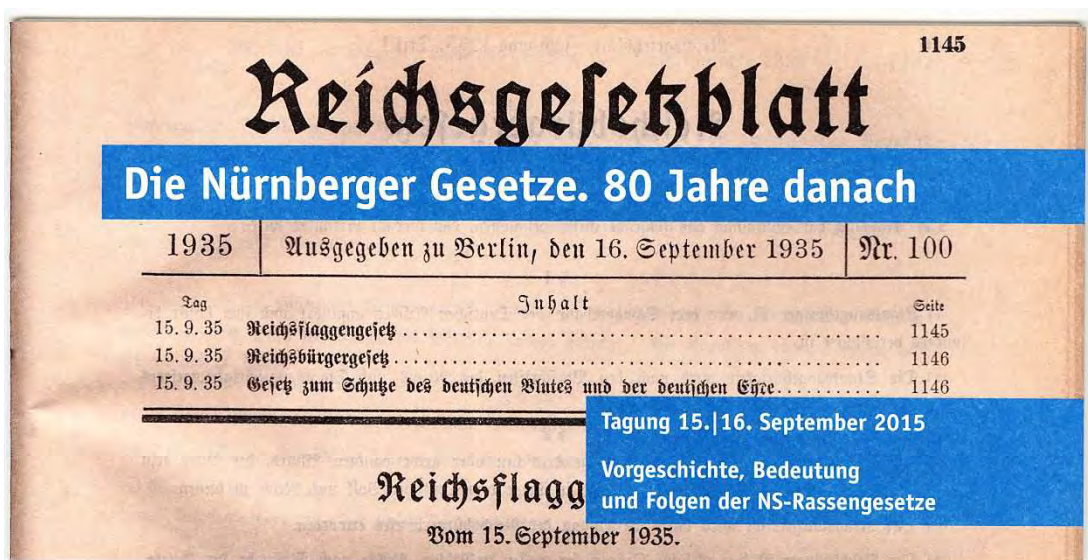 1145
Reichsgesetzblatt
Die Nürnberger Gesetze. 80 Jahre danach
1935 Ausgegeben zu Berlin, den 16. September 1935 Nr. 100
Tag Inhalt Seite
15. 9. 35 Reichsflaggengesetz 1145
15. 9. 35 Reichsbürgergesetz 1146
15. 9. 35 Gesetz zum Schutze des deutschen Blutes und der deutschen Ehre 1146
Tagung 15.|16. September 2015
Vorgeschichte, Bedeutung
und Folgen der NS-Rassengesetze
Reichsflagg
Vom 15. September 1935.